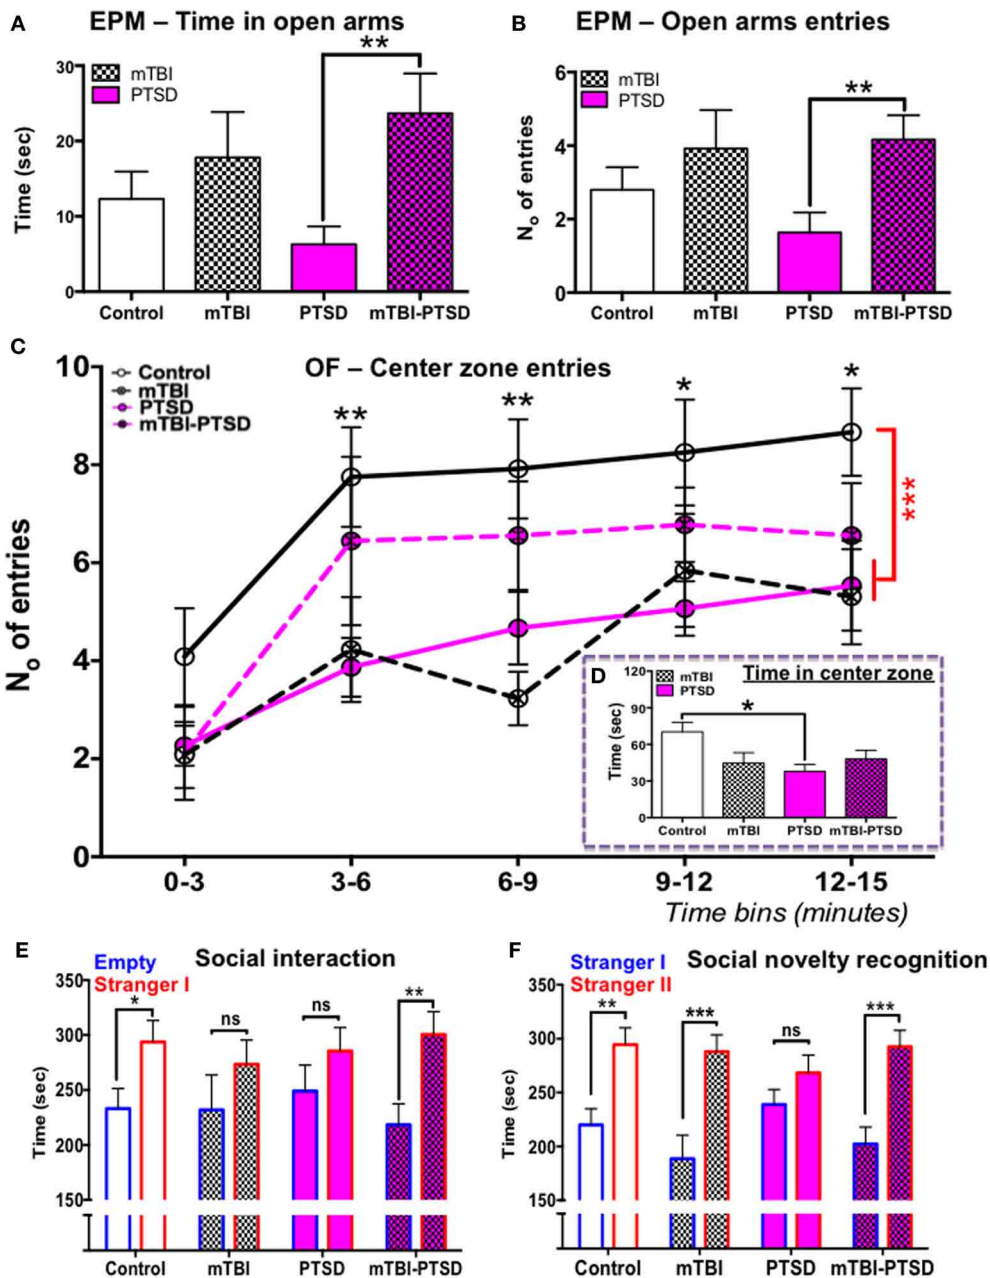 A
EPM – Time in open arms
**
30
20
10
0
Time (sec)
mTBI
PTSD
Control
mTBI
PTSD
mTBI-PTSD
B
EPM – Open arms entries
**
6
4
2
0
No of entries
mTBI
PTSD
Control
mTBI
PTSD
mTBI-PTSD
C
OF – Center zone entries
Control
mTBI
PTSD
mTBI-PTSD
10
8
6
4
2
0
No of entries
**
**
*
*
***
0-3
3-6
6-9
9-12
12-15
Time bins (minutes)
D
Time in center zone
mTBI
PTSD
120
90
60
30
0
Time (sec)
*
Control
mTBI
PTSD
mTBI-PTSD
E
Social interaction
Empty
Stranger I
350
300
250
200
150
Time (sec)
*
ns
ns
**
Control
mTBI
PTSD
mTBI-PTSD
F
Social novelty recognition
Stranger I
Stranger II
350
300
250
200
150
Time (sec)
**
***
ns
***
Control
mTBI
PTSD
mTBI-PTSD